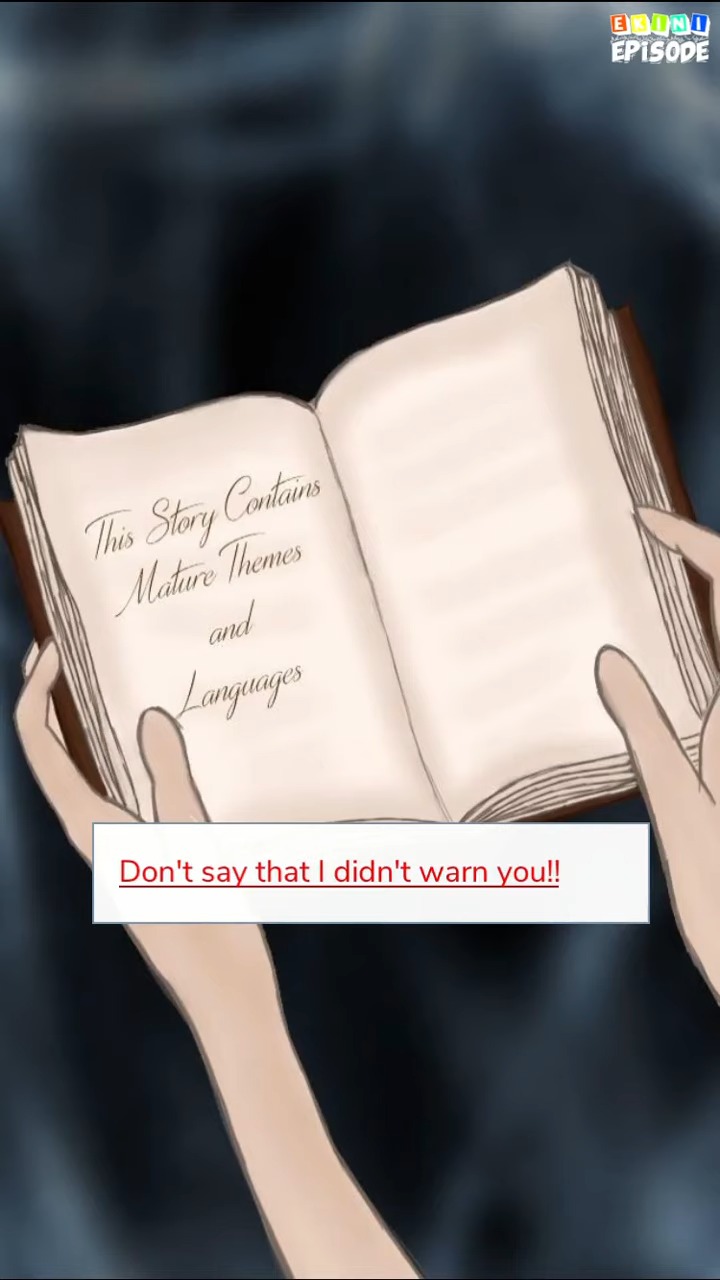 EKINI
EPISODE
This Story Contains
Mature Themes
and
Languages
Don't say that I didn't warn you!!